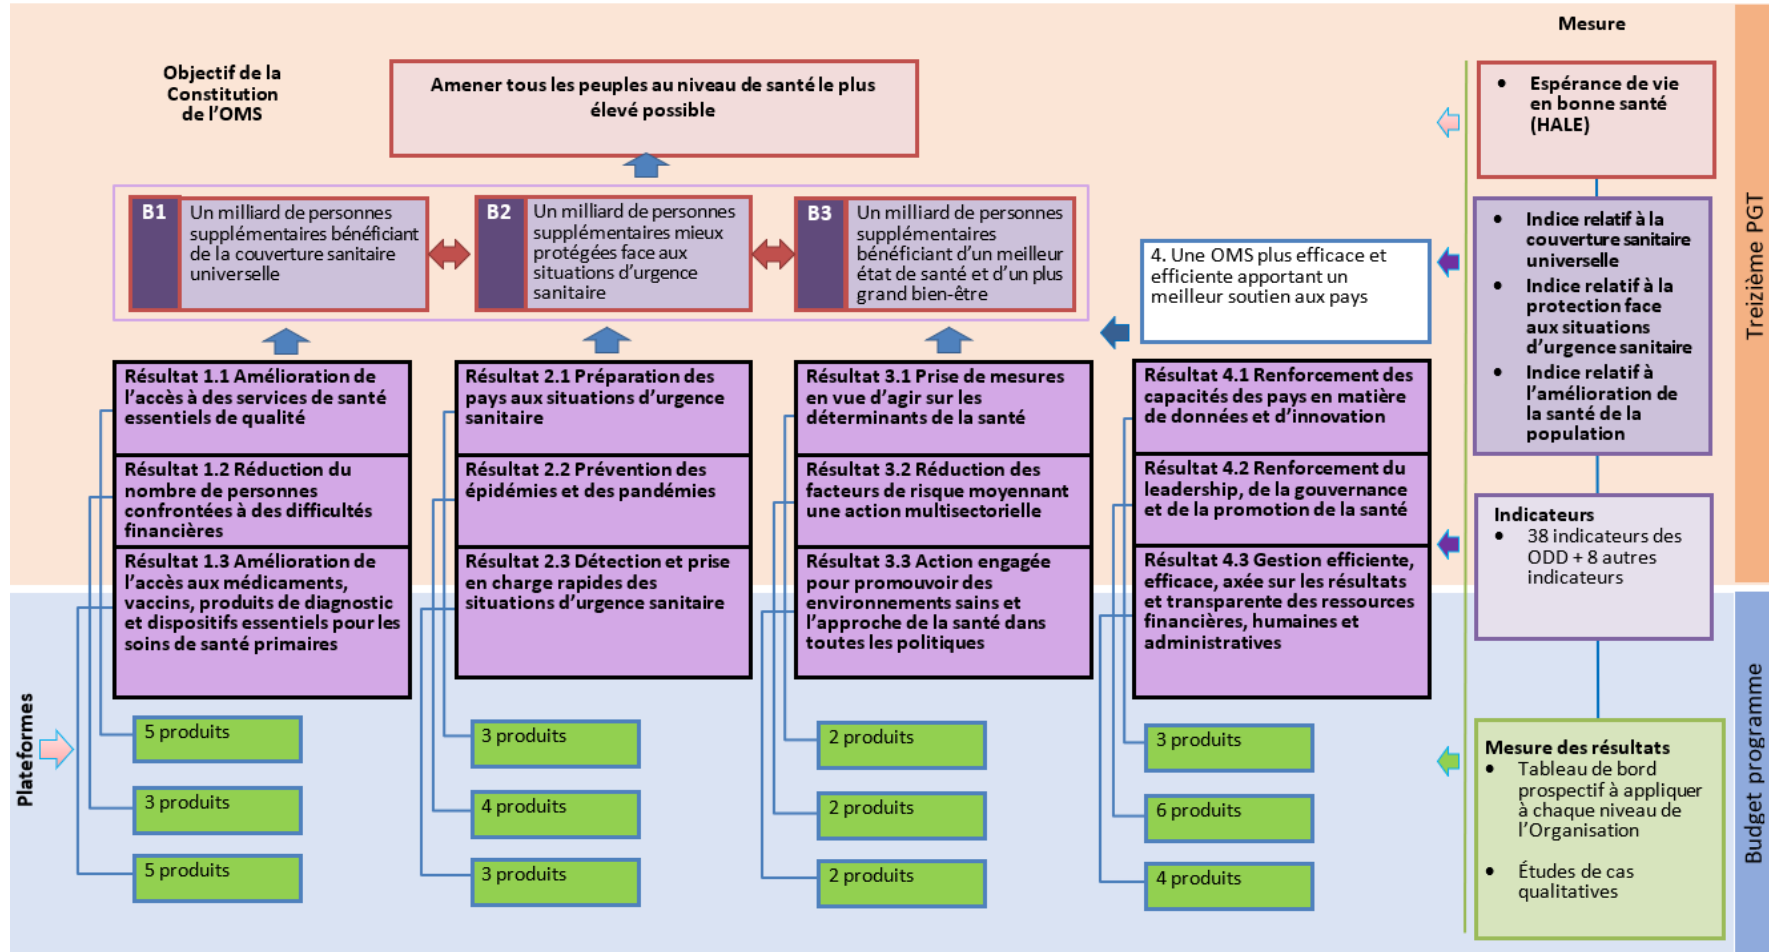 Mesure
Objectif de la
Constitution
de l'OMS
Amener tous les peuples au niveau de santé le plus
élevé possible
• Espérance de vie
en bonne santé
(HALE)
B1
Un milliard de personnes
supplémentaires bénéficiant
de la couverture sanitaire
universelle
B2
Un milliard de personnes
supplémentaires mieux
protégées face aux
situations d'urgence
sanitaire
B3
Un milliard de personnes
supplémentaires
bénéficiant d'un meilleur
état de santé et d'un plus
grand bien-être
4. Une OMS plus efficace et
efficiente apportant un
meilleur soutien aux pays
• Indice relatif à la
couverture sanitaire
universelle
• Indice relatif à la
protection face
aux situations
d'urgence sanitaire
• Indice relatif à
l'amélioration de
la santé de la
population
Treizième PGT
Résultat 1.1 Amélioration de
l'accès à des services de santé
essentiels de qualité
Résultat 1.2 Réduction du
nombre de personnes
confrontées à des difficultés
financières
Résultat 1.3 Amélioration de
l'accès aux médicaments,
vaccins, produits de diagnostic
et dispositifs essentiels pour les
soins de santé primaires
Résultat 2.1 Préparation des
pays aux situations d'urgence
sanitaire
Résultat 2.2 Prévention des
épidémies et des pandémies
Résultat 2.3 Détection et prise
en charge rapides des
situations d'urgence sanitaire
Résultat 3.1 Prise de mesures
en vue d'agir sur les
déterminants de la santé
Résultat 3.2 Réduction des
facteurs de risque moyennant
une action multisectorielle
Résultat 3.3 Action engagée
pour promouvoir des
environnements sains et
l'approche de la santé dans
toutes les politiques
Résultat 4.1 Renforcement des
capacités des pays en matière
de données et d'innovation
Résultat 4.2 Renforcement du
leadership, de la gouvernance
et de la promotion de la santé
Résultat 4.3 Gestion efficiente,
efficace, axée sur les résultats
et transparente des ressources
financières, humaines et
administratives
Indicateurs
• 38 indicateurs des
ODD + 8 autres
indicateurs
Plateformes
5 produits
3 produits
5 produits
3 produits
4 produits
3 produits
2 produits
2 produits
2 produits
3 produits
6 produits
4 produits
Mesure des résultats
• Tableau de bord
prospectif à appliquer
à chaque niveau de
l'Organisation
• Études de cas
qualitatives
Budget programme